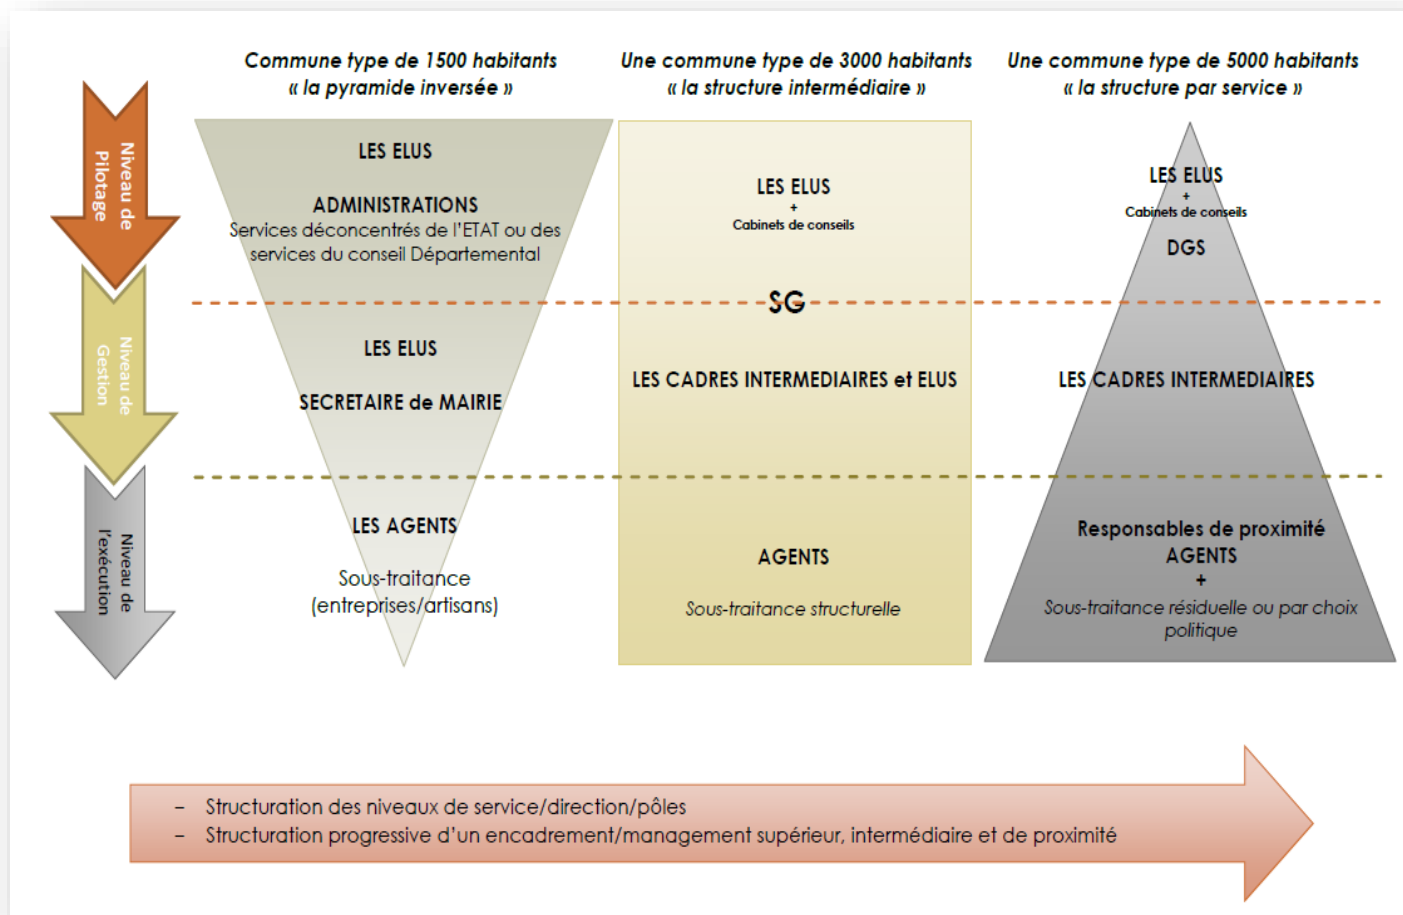 Commune type de 1500 habitants
« la pyramide inversée »
Une commune type de 3000 habitants
« la structure intermédiaire »
Une commune type de 5000 habitants
« la structure par service »
Niveau de
Pilotage
Niveau de
Gestion
Niveau de
l'exécution
LES ELUS
ADMINISTRATIONS
Services déconcentrés de l'ETAT ou des
services du conseil Départemental
LES ELUS
SECRETAIRE de MAIRIE
LES AGENTS
Sous-traitance
(entreprises/artisans)
LES ELUS
+
Cabinets de conseils
SG
LES CADRES INTERMEDIAIRES et ELUS
AGENTS
Sous-traitance structurelle
LES ELUS
+
Cabinets de conseils
DGS
LES CADRES INTERMEDIAIRES
Responsables de proximité
AGENTS
+
Sous-traitance résiduelle ou par choix
politique
- Structuration des niveaux de service/direction/pôles
- Structuration progressive d'un encadrement/management supérieur, intermédiaire et de proximité